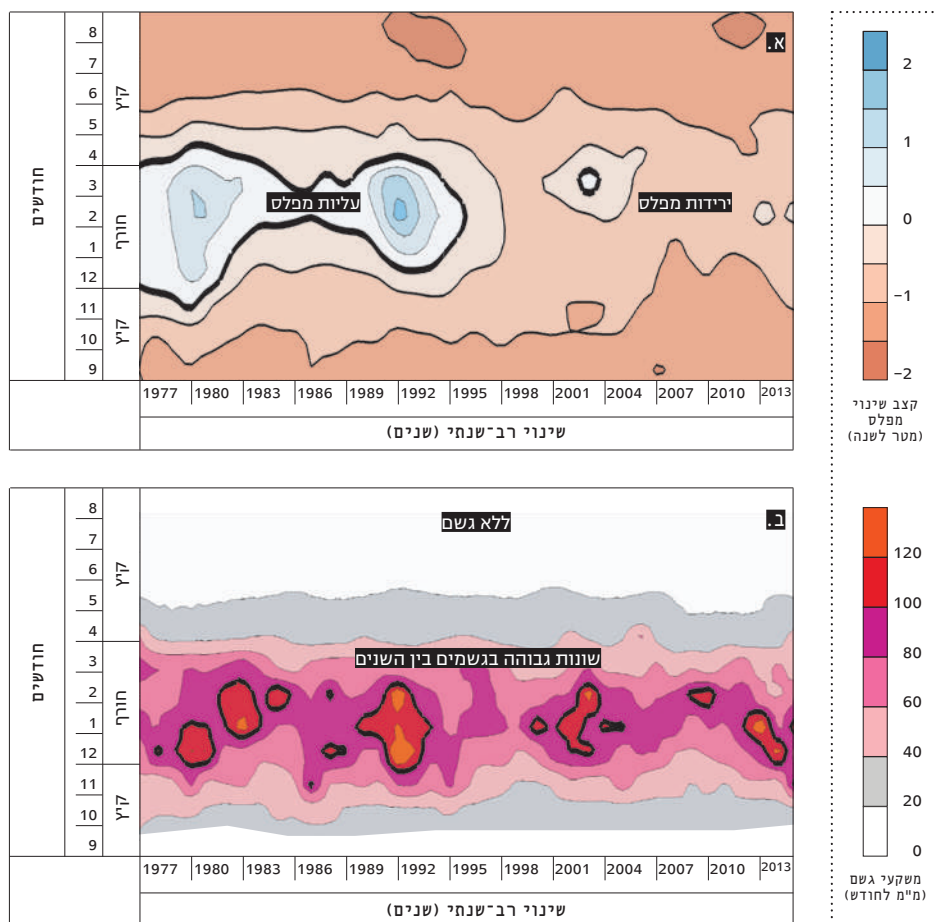 א.
חודשים
קיץ
חורף
קיץ
8
7
6
5
4
3
2
1
12
11
10
9
עליות מפלס
ירידות מפלס
1977 1980 1983 1986 1989 1992 1995 1998 2001 2004 2007 2010 2013
שינוי רב־שנתי (שנים)
2
1
0
−1
−2
קצב שינוי
מפלס
(מטר לשנה)
ב.
חודשים
קיץ
חורף
קיץ
8
7
6
5
4
3
2
1
12
11
10
9
ללא גשם
שונות גבוהה בגשמים בין השנים
1977 1980 1983 1986 1989 1992 1995 1998 2001 2004 2007 2010 2013
שינוי רב־שנתי (שנים)
120
100
80
60
40
20
0
משקעי גשם
(מ"מ לחודש)